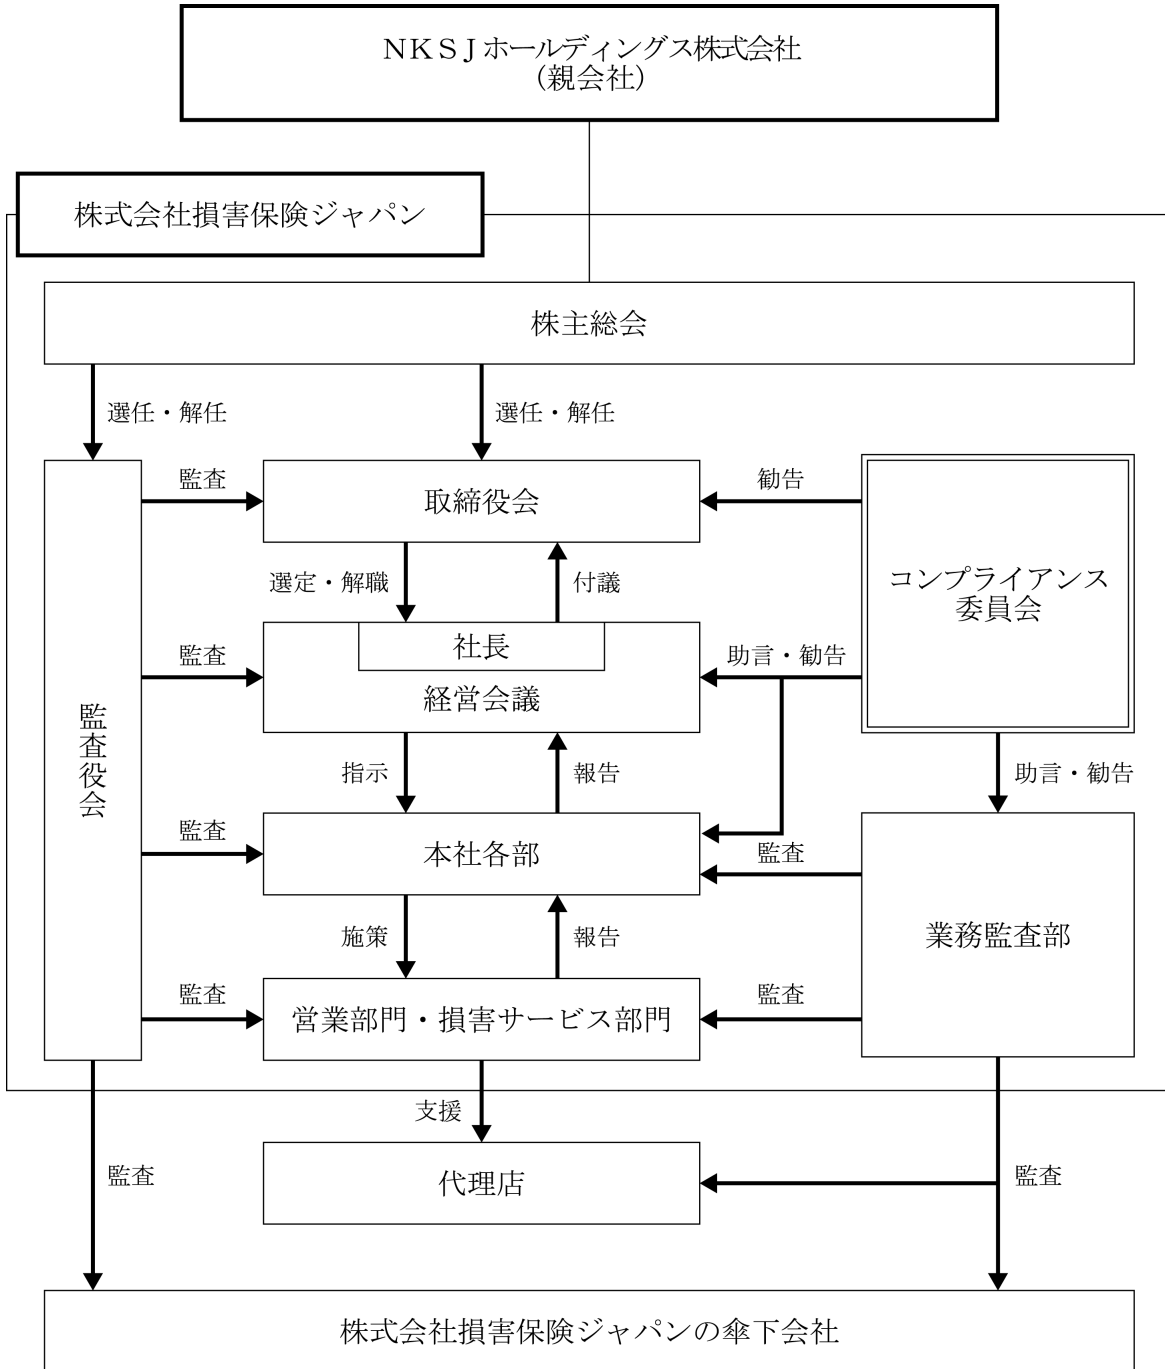 ＮＫＳＪホールディングス株式会社
（親会社）
株式会社損害保険ジャパン
株主総会
選任・解任
選任・解任
監査
取締役会
勧告
選定・解職
付議
コンプライアンス
委員会
監査
社長
経営会議
助言・勧告
監査役会
指示
報告
助言・勧告
監査
本社各部
監査
施策
報告
業務監査部
監査
営業部門・損害サービス部門
監査
支援
監査
代理店
監査
株式会社損害保険ジャパンの傘下会社